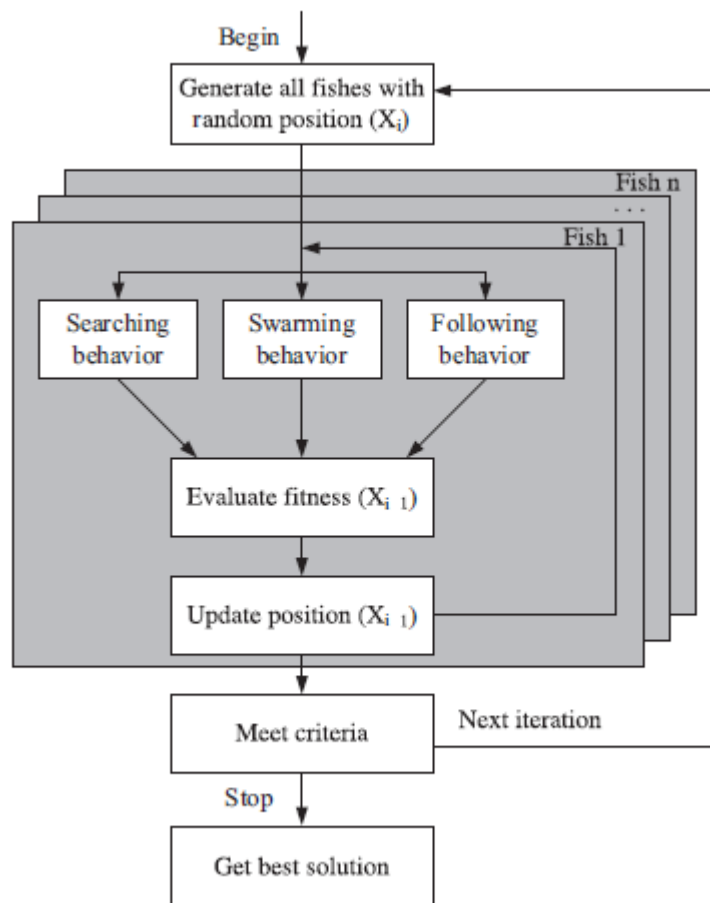 Begin
Generate all fishes with
random position (Xi)
Fish n
. . .
Fish 1
Searching
behavior
Swarming
behavior
Following
behavior
Evaluate fitness (Xi 1)
Update position (Xi 1)
Meet criteria
Next iteration
Stop
Get best solution